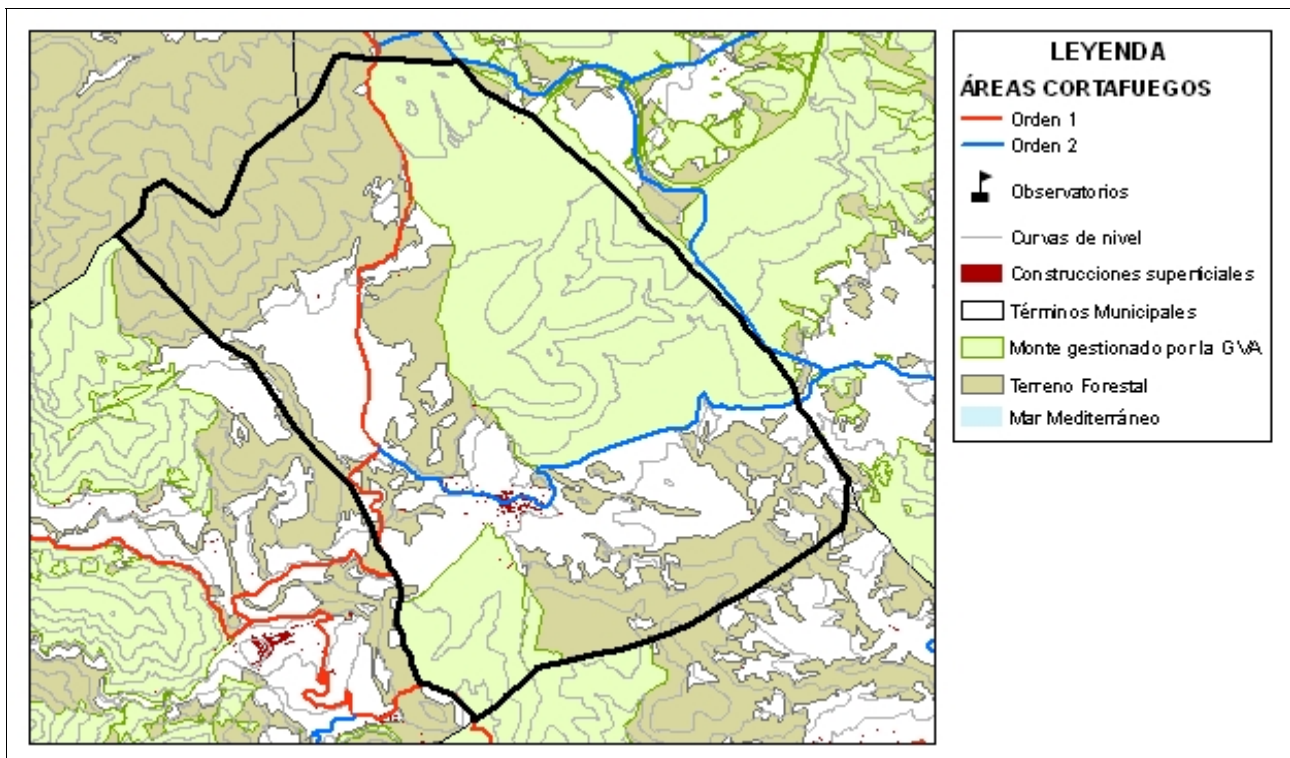 LEYENDA
ÁREAS CORTAFUEGOS
Orden 1
Orden 2
Observatorios
Curvas de nivel
Construcciones superficiales
Términos Municipales
Monte gestionado por la GVA
Terreno Forestal
Mar Mediterráneo